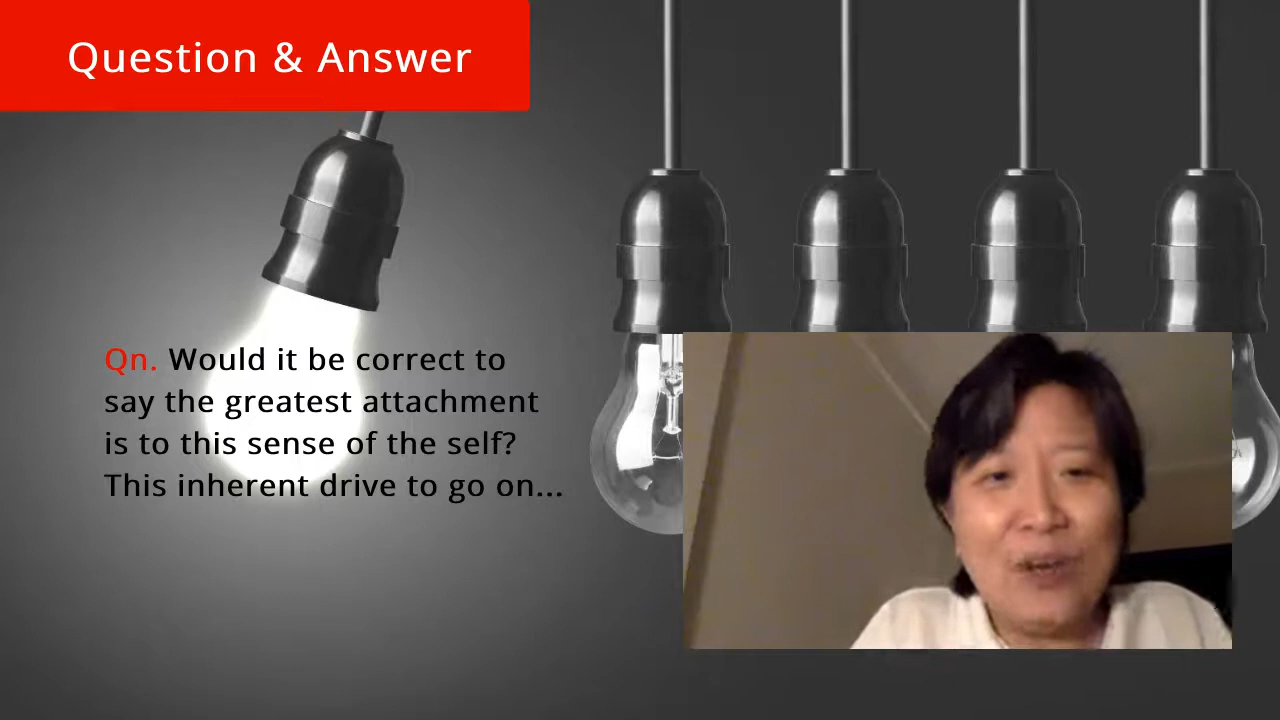 Question & Answer
Qn. Would it be correct to
say the greatest attachment
is to this sense of the self?
This inherent drive to go on...